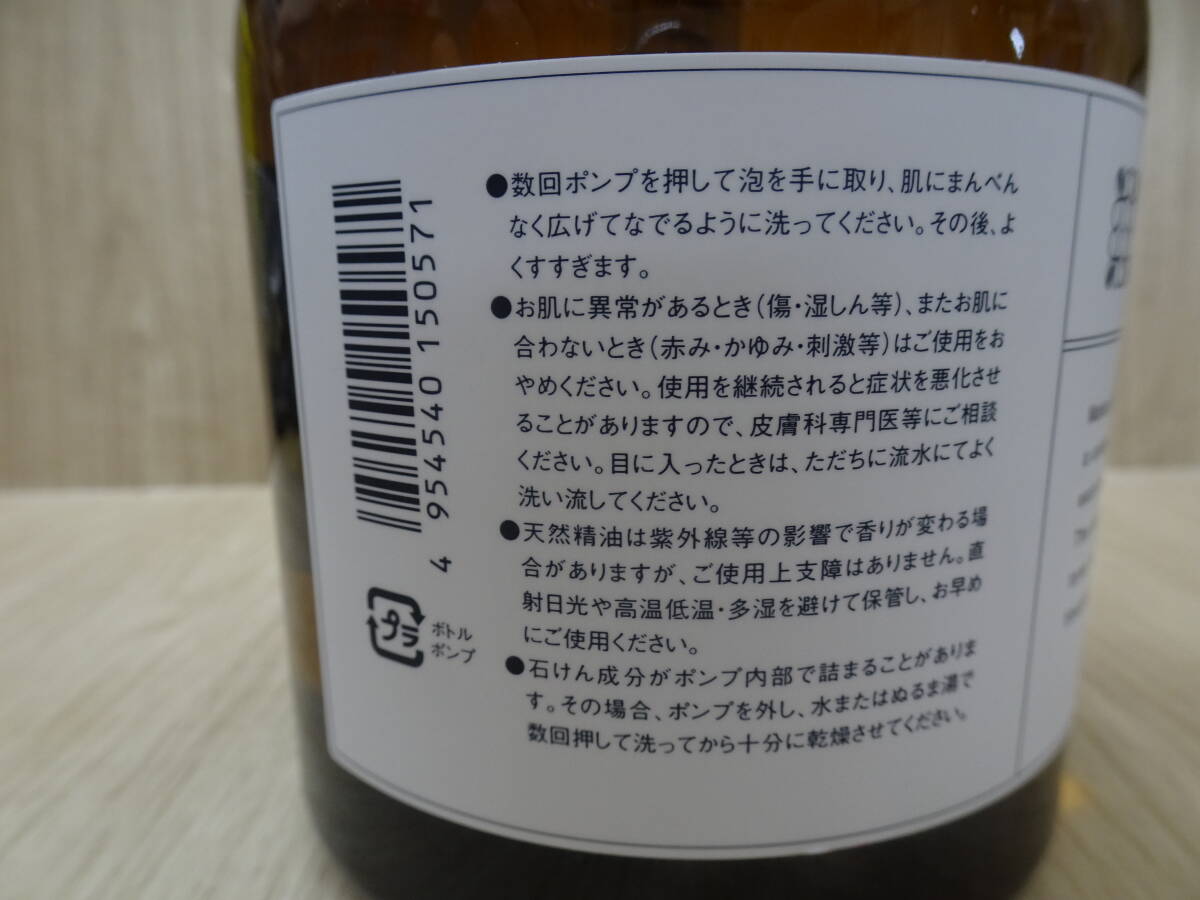 ●数回ポンプを押して泡を手に取り、肌にまんべん
なく広げてなでるように洗ってください。その後、よ
くすすぎます。
●お肌に異常があるとき(傷・湿しん等)、またお肌に
合わないとき(赤み・かゆみ・刺激等)はご使用をお
やめください。使用を継続されると症状を悪化させ
ることがありますので、皮膚科専門医等にご相談
ください。目に入ったときは、ただちに流水にてよく
洗い流してください。
●天然精油は紫外線等の影響で香りが変わる場
合がありますが、ご使用上支障はありません。直
射日光や高温低温・多湿を避けて保管し、お早め
にご使用ください。
●石けん成分がポンプ内部で詰まることがありま
す。その場合、ポンプを外し、水またはぬるま湯で
数回押して洗ってから十分に乾燥させてください。
4 954540 150571
プラ
ボトル
ポンプ